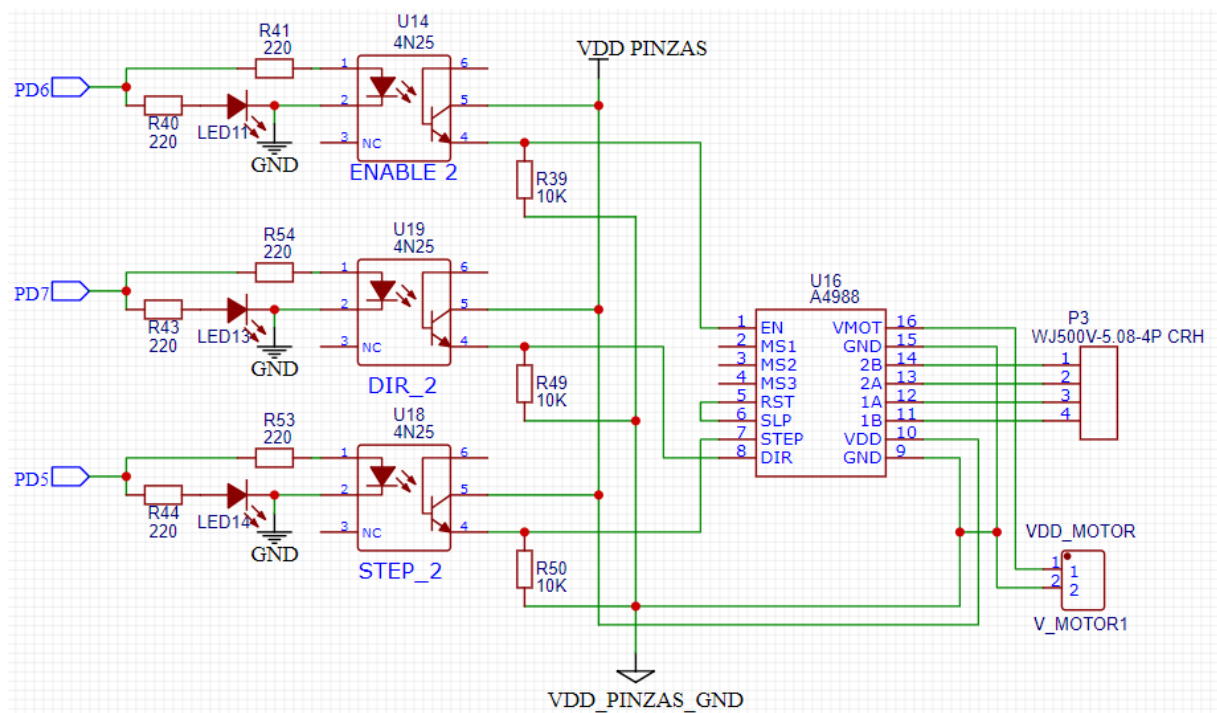 R41
220
U14
4N25
VDD PINZAS
PD6
1
2
3
NC
6
5
4
R40
220
LED11
GND
ENABLE 2
R39
10K
R54
220
U19
4N25
PD7
1
2
3
NC
6
5
4
R43
220
LED13
GND
DIR_2
R49
10K
R53
220
U18
4N25
PD5
1
2
3
NC
6
5
4
R44
220
LED14
GND
STEP_2
R50
10K
U16
A4988
1 EN VMOT 16
2 MS1 GND 15
3 MS2 2B 14
4 MS3 2A 13
5 RST 1A 12
6 SLP 1B 11
7 STEP VDD 10
8 DIR GND 9
P3
WJ500V-5.08-4P CRH
1
2
3
4
VDD_MOTOR
1 1
2 2
V_MOTOR1
VDD_PINZAS_GND